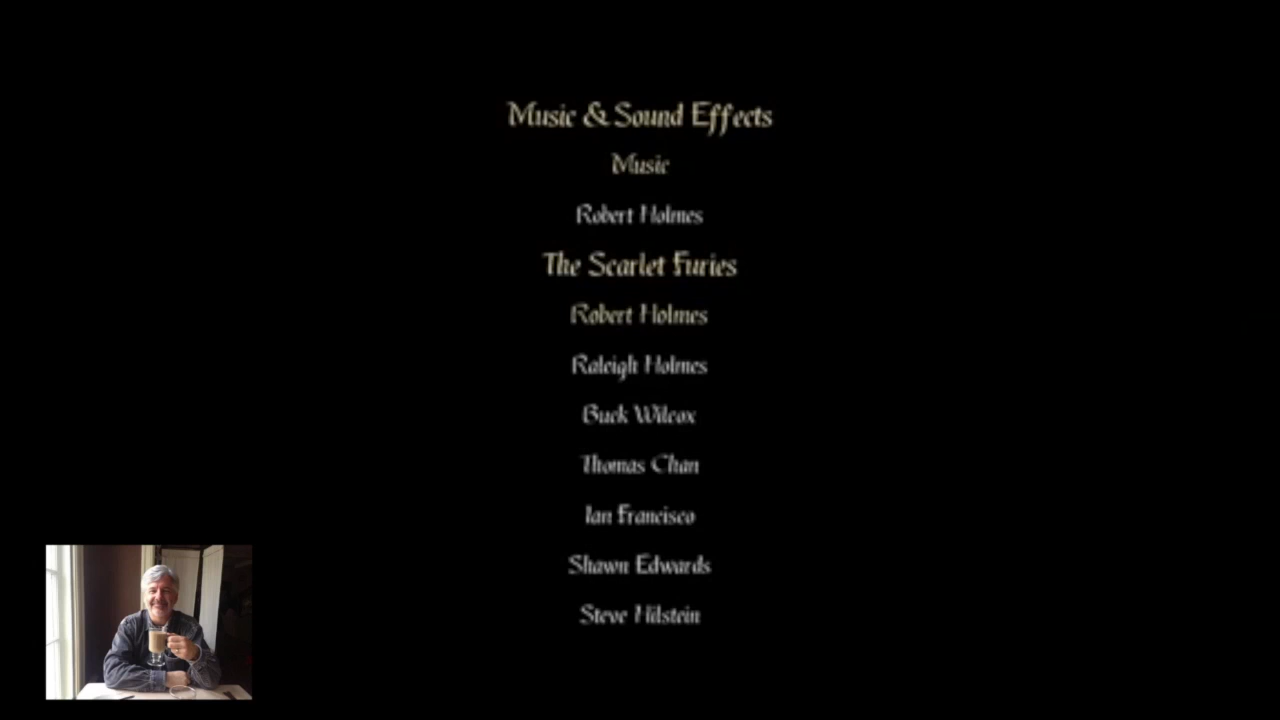 Music & Sound Effects
Music
Robert Holmes
The Scarlet Furies
Robert Holmes
Raleigh Holmes
Buck Wilcox
Thomas Chan
Ian Francisco
Shawn Edwards
Steve Hilstein